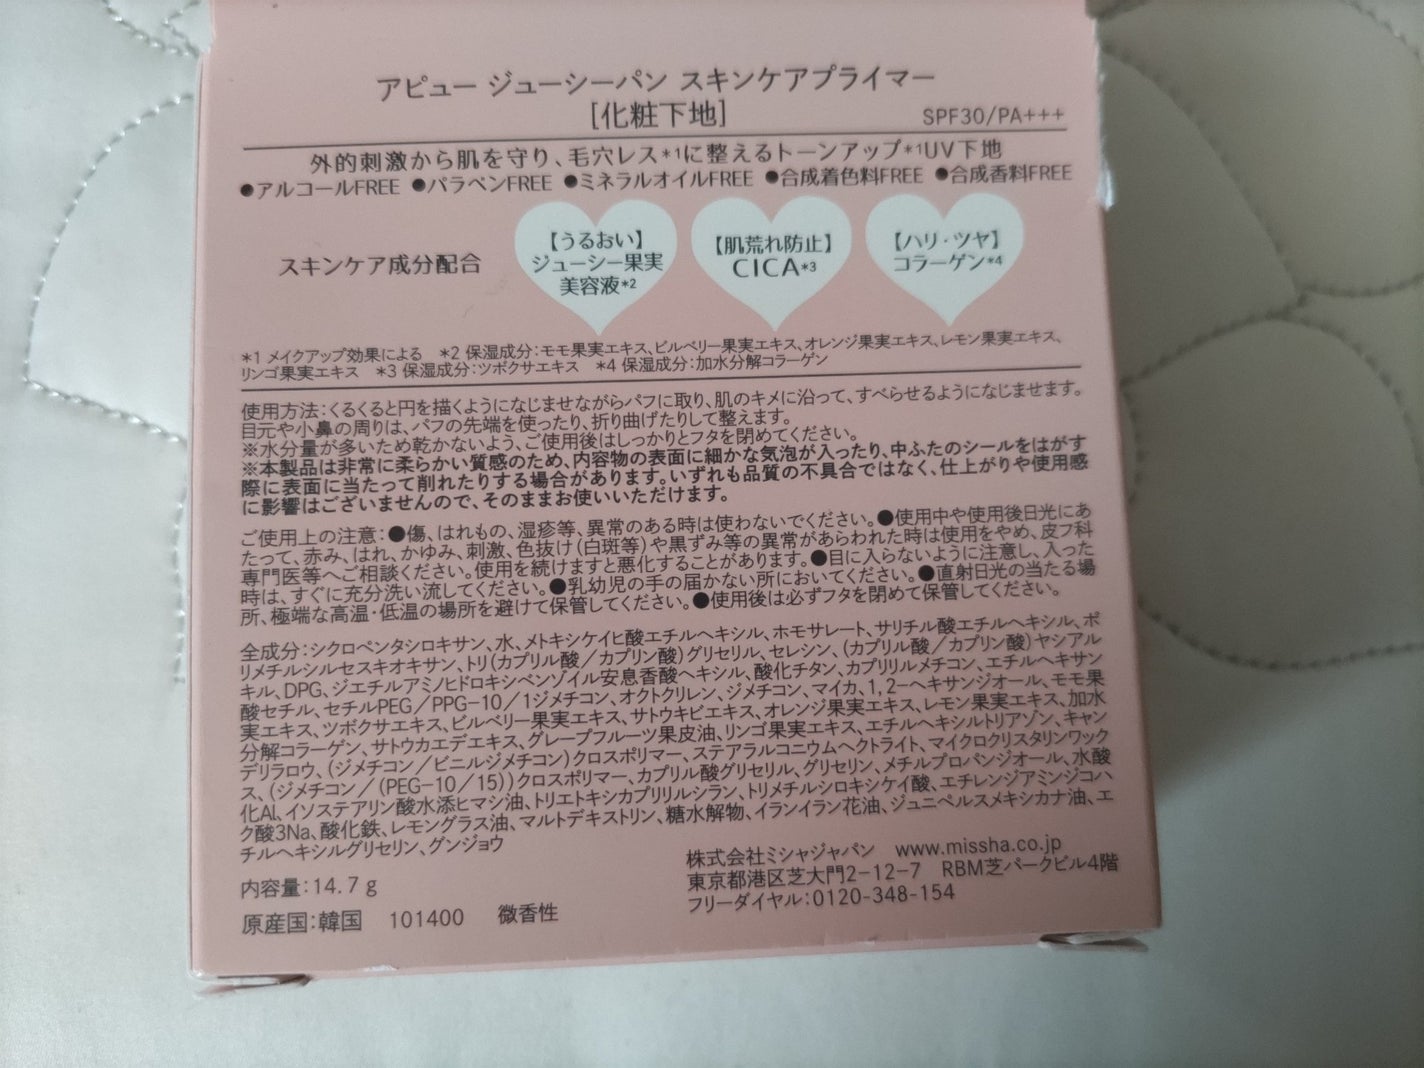 アピュー ジューシーパン スキンケアプライマー
[化粧下地]
SPF30/PA+++
外的刺激から肌を守り、毛穴レス*1に整えるトーンアップ*1UV下地
●アルコールFREE ●パラベンFREE ●ミネラルオイルFREE ●合成着色料FREE ●合成香料FREE
スキンケア成分配合
【うるおい】
ジューシー果実
美容液*2
【肌荒れ防止】
CICA*3
【ハリ・ツヤ】
コラーゲン*4
*1 メイクアップ効果による *2 保湿成分:モモ果実エキス、ビルベリー果実エキス、オレンジ果実エキス、レモン果実エキス、
リンゴ果実エキス *3 保湿成分:ツボクサエキス *4 保湿成分:加水分解コラーゲン
使用方法:くるくると円を描くようになじませながらパフに取り、肌のキメに沿って、すべらせるようになじませます。
目元や小鼻の周りは、パフの先端を使ったり、折り曲げたりして整えます。
※水分量が多いため乾かないよう、ご使用後はしっかりとフタを閉めてください。
※本製品は非常に柔らかい質感のため、内容物の表面に細かな気泡が入ったり、中ふたのシールをはがす
際に表面に当たって削れたりする場合があります。いずれも品質の不具合ではなく、仕上がりや使用感
に影響はございませんので、そのままお使いいただけます。
ご使用上の注意:●傷、はれもの、湿疹等、異常のある時は使わないでください。●使用中や使用後日光にあ
たって、赤み、はれ、かゆみ、刺激、色抜け(白斑等)や黒ずみ等の異常があらわれた時は使用をやめ、皮フ科
専門医等へご相談ください。使用を続けますと悪化することがあります。●目に入らないように注意し、入った
時は、すぐに充分洗い流してください。●乳幼児の手の届かない所においてください。●直射日光の当たる場
所、極端な高温・低温の場所を避けて保管してください。●使用後は必ずフタを閉めて保管してください。
全成分:シクロペンタシロキサン、水、メトキシケイヒ酸エチルヘキシル、ホモサレート、サリチル酸エチルヘキシル、ポ
リメチルシルセスキオキサン、トリ(カプリル酸/カプリン酸)グリセリル、セレシン、(カプリル酸/カプリン酸)ヤシアル
キル、DPG、ジエチルアミノヒドロキシベンゾイル安息香酸ヘキシル、酸化チタン、カプリリルメチコン、エチルヘキサン
酸セチル、セチルPEG/PPG-10/1ジメチコン、オクトクリレン、ジメチコン、マイカ、1,2-ヘキサンジオール、モモ果
実エキス、ツボクサエキス、ビルベリー果実エキス、サトウキビエキス、オレンジ果実エキス、レモン果実エキス、加水
分解コラーゲン、サトウカエデエキス、グレープフルーツ果皮油、リンゴ果実エキス、エチルヘキシルトリアゾン、キャン
デリラロウ、(ジメチコン/ビニルジメチコン)クロスポリマー、ステアラルコニウムヘクトライト、マイクロクリスタリンワック
ス、(ジメチコン/(PEG-10/15))クロスポリマー、カプリル酸グリセリル、グリセリン、メチルプロパンジオール、水酸
化Al、イソステアリン酸水添ヒマシ油、トリエトキシカプリリルシラン、トリメチルシロキシケイ酸、エチレンジアミンジコハ
ク酸3Na、酸化鉄、レモングラス油、マルトデキストリン、糖水解物、イランイラン花油、ジュニペルスメキシカナ油、エ
チルヘキシルグリセリン、グンジョウ
内容量:14.7g
原産国:韓国 101400 微香性
株式会社ミシャジャパン www.missha.co.jp
東京都港区芝大門2-12-7 RBM芝パークビル4階
フリーダイヤル:0120-348-154